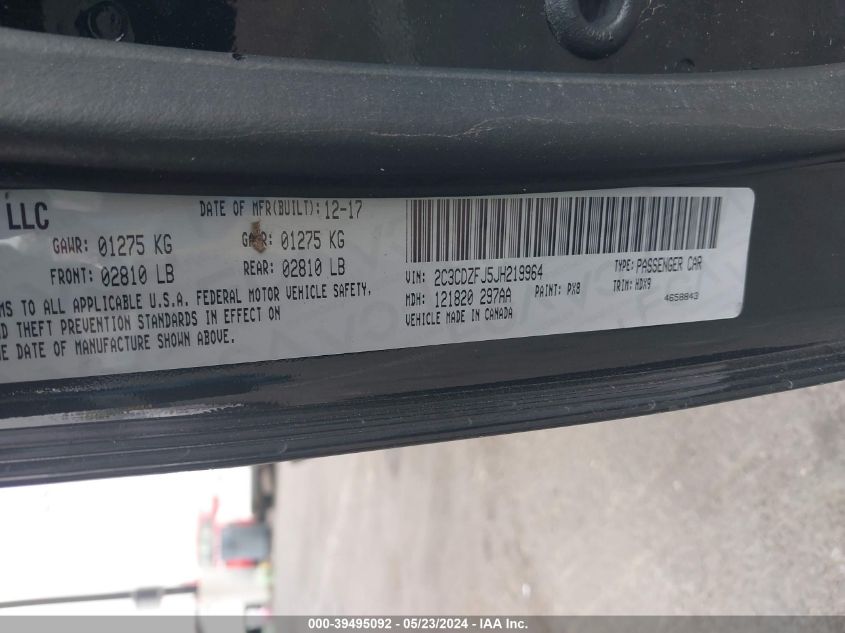 LLC
DATE OF MFR(BUILT): 12-17
GAWR: 01275 KG
GAWR: 01275 KG
FRONT: 02810 LB
REAR: 02810 LB
MS TO ALL APPLICABLE U.S.A. FEDERAL MOTOR VEHICLE SAFETY,
D THEFT PREVENTION STANDARDS IN EFFECT ON
E DATE OF MANUFACTURE SHOWN ABOVE.
VIN: 2C3CDZFJ5JH219964
TYPE: PASSENGER CAR
MDH: 121820 297AA
PAINT: PX8
TRIM: HDX9
VEHICLE MADE IN CANADA
4658843
000-39495092 - 05/23/2024 - IAA Inc.